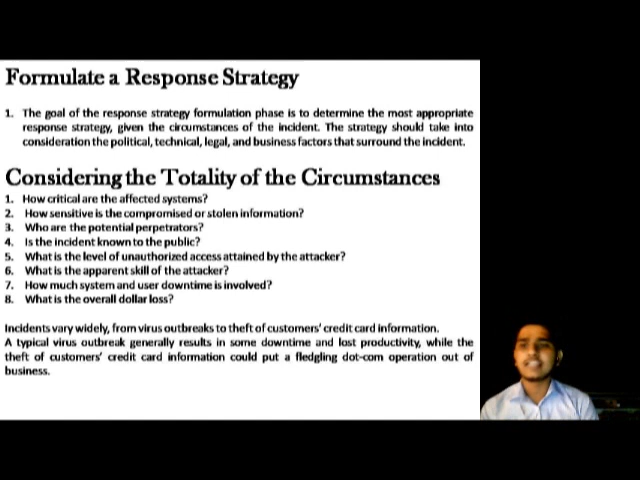 Formulate a Response Strategy
1. The goal of the response strategy formulation phase is to determine the most appropriate
response strategy, given the circumstances of the incident. The strategy should take into
consideration the political, technical, legal, and business factors that surround the incident.
Considering the Totality of the Circumstances
1. How critical are the affected systems?
2. How sensitive is the compromised or stolen information?
3. Who are the potential perpetrators?
4. Is the incident known to the public?
5. What is the level of unauthorized access attained by the attacker?
6. What is the apparent skill of the attacker?
7. How much system and user downtime is involved?
8. What is the overall dollar loss?
Incidents vary widely, from virus outbreaks to theft of customers' credit card information.
A typical virus outbreak generally results in some downtime and lost productivity, while the
theft of customers' credit card information could put a fledgling dot-com operation out of
business.